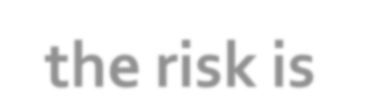 the risk is